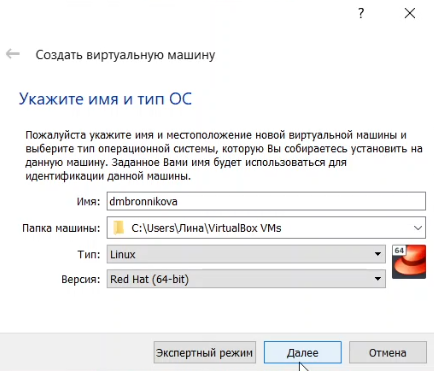 ?
Создать виртуальную машину
Укажите имя и тип ОС
Пожалуйста укажите имя и местоположение новой виртуальной машины и
выберите тип операционной системы, которую Вы собираетесь установить на
данную машину. Заданное Вами имя будет использоваться для
идентификации данной машины.
Имя: dmbronnikova
Папка машины: C:\Users\Лина\VirtualBox VMs
Тип: Linux
64
Версия: Red Hat (64-bit)
Экспертный режим Далее Отмена